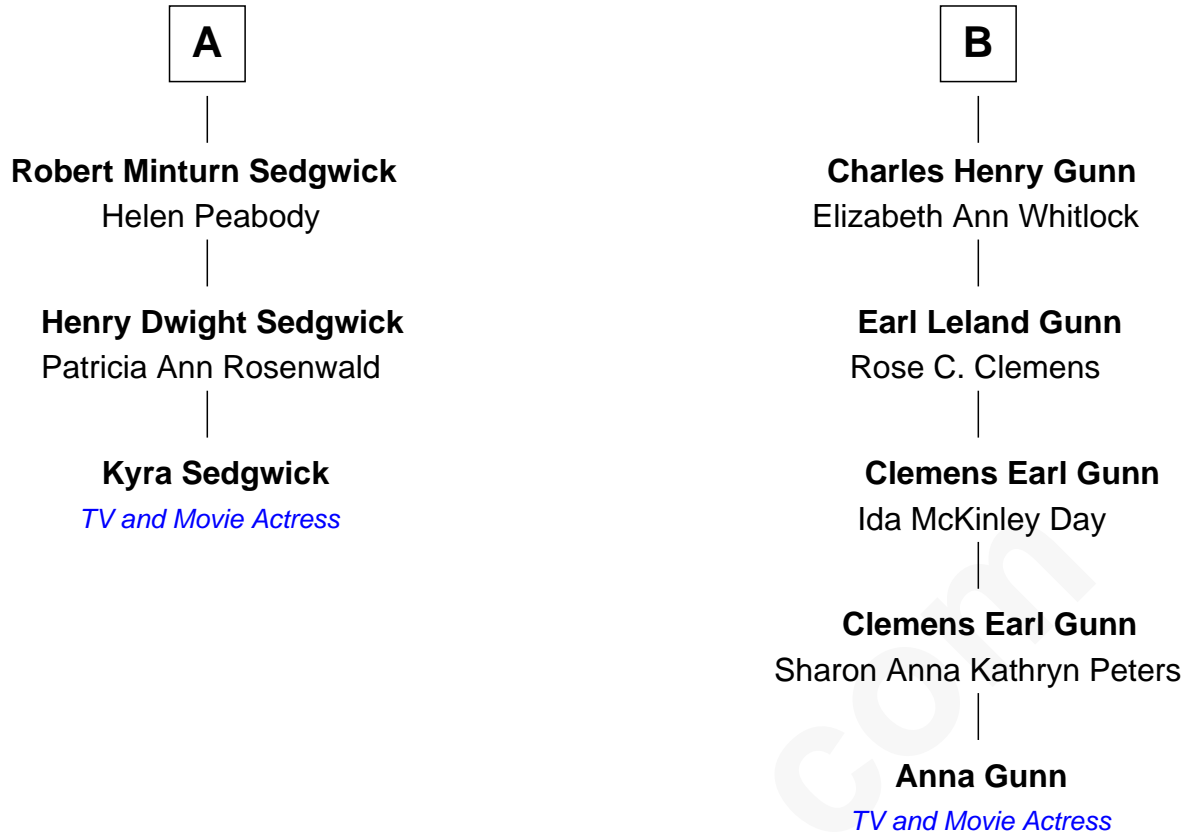 A
Robert Minturn Sedgwick
Helen Peabody
Henry Dwight Sedgwick
Patricia Ann Rosenwald
Kyra Sedgwick
TV and Movie Actress
B
Charles Henry Gunn
Elizabeth Ann Whitlock
Earl Leland Gunn
Rose C. Clemens
Clemens Earl Gunn
Ida McKinley Day
Clemens Earl Gunn
Sharon Anna Kathryn Peters
Anna Gunn
TV and Movie Actress
com